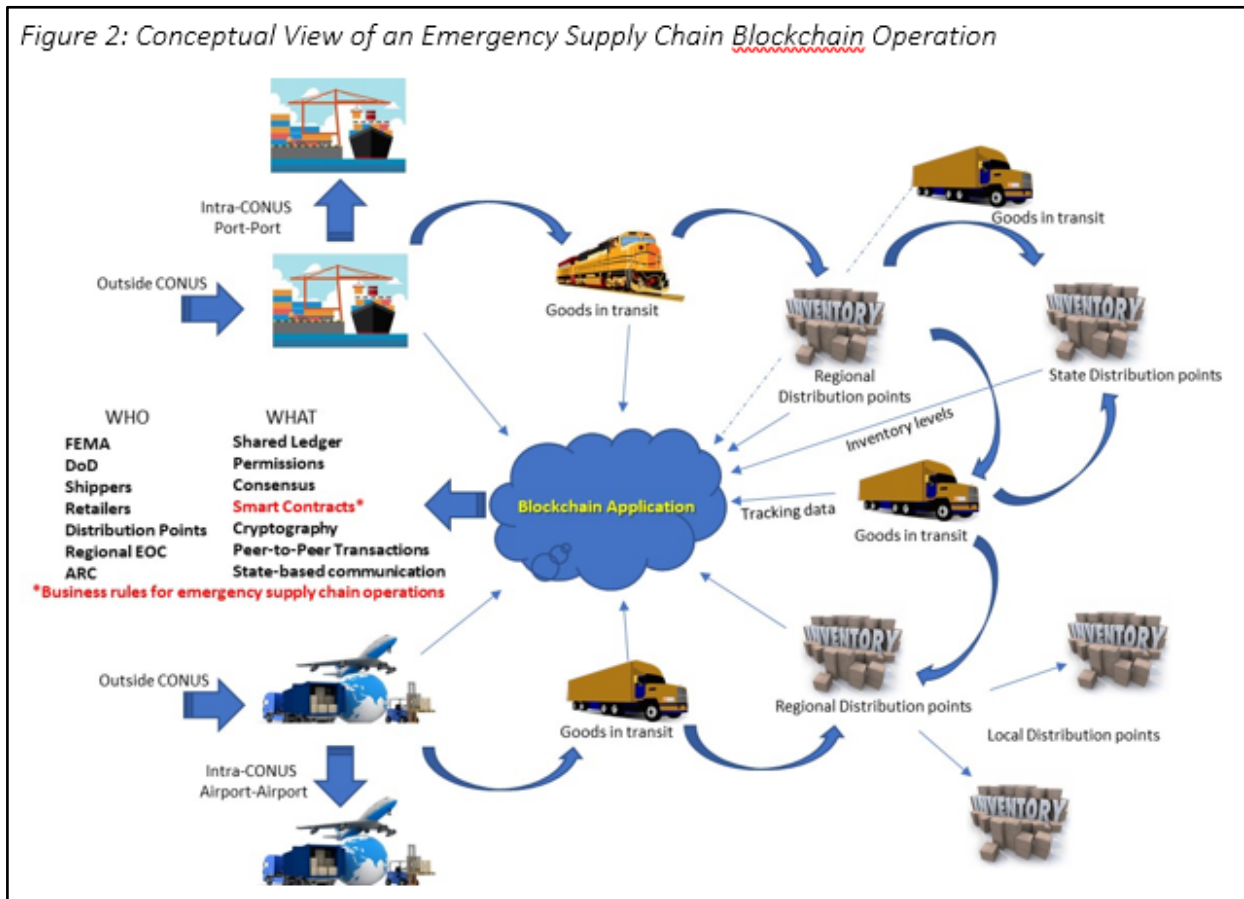 Figure 2: Conceptual View of an Emergency Supply Chain Blockchain Operation
Intra-CONUS
Port-Port
Outside CONUS
Goods in transit
Goods in transit
INVENTORY
Regional
Distribution points
INVENTORY
State Distribution points
Inventory levels
WHO
FEMA
DoD
Shippers
Retailers
Distribution Points
Regional EOC
ARC
WHAT
Shared Ledger
Permissions
Consensus
Smart Contracts*
Cryptography
Peer-to-Peer Transactions
State-based communication
*Business rules for emergency supply chain operations
Blockchain Application
Tracking data
Goods in transit
Outside CONUS
Intra-CONUS
Airport-Airport
Goods in transit
INVENTORY
Regional Distribution points
INVENTORY
Local Distribution points
INVENTORY